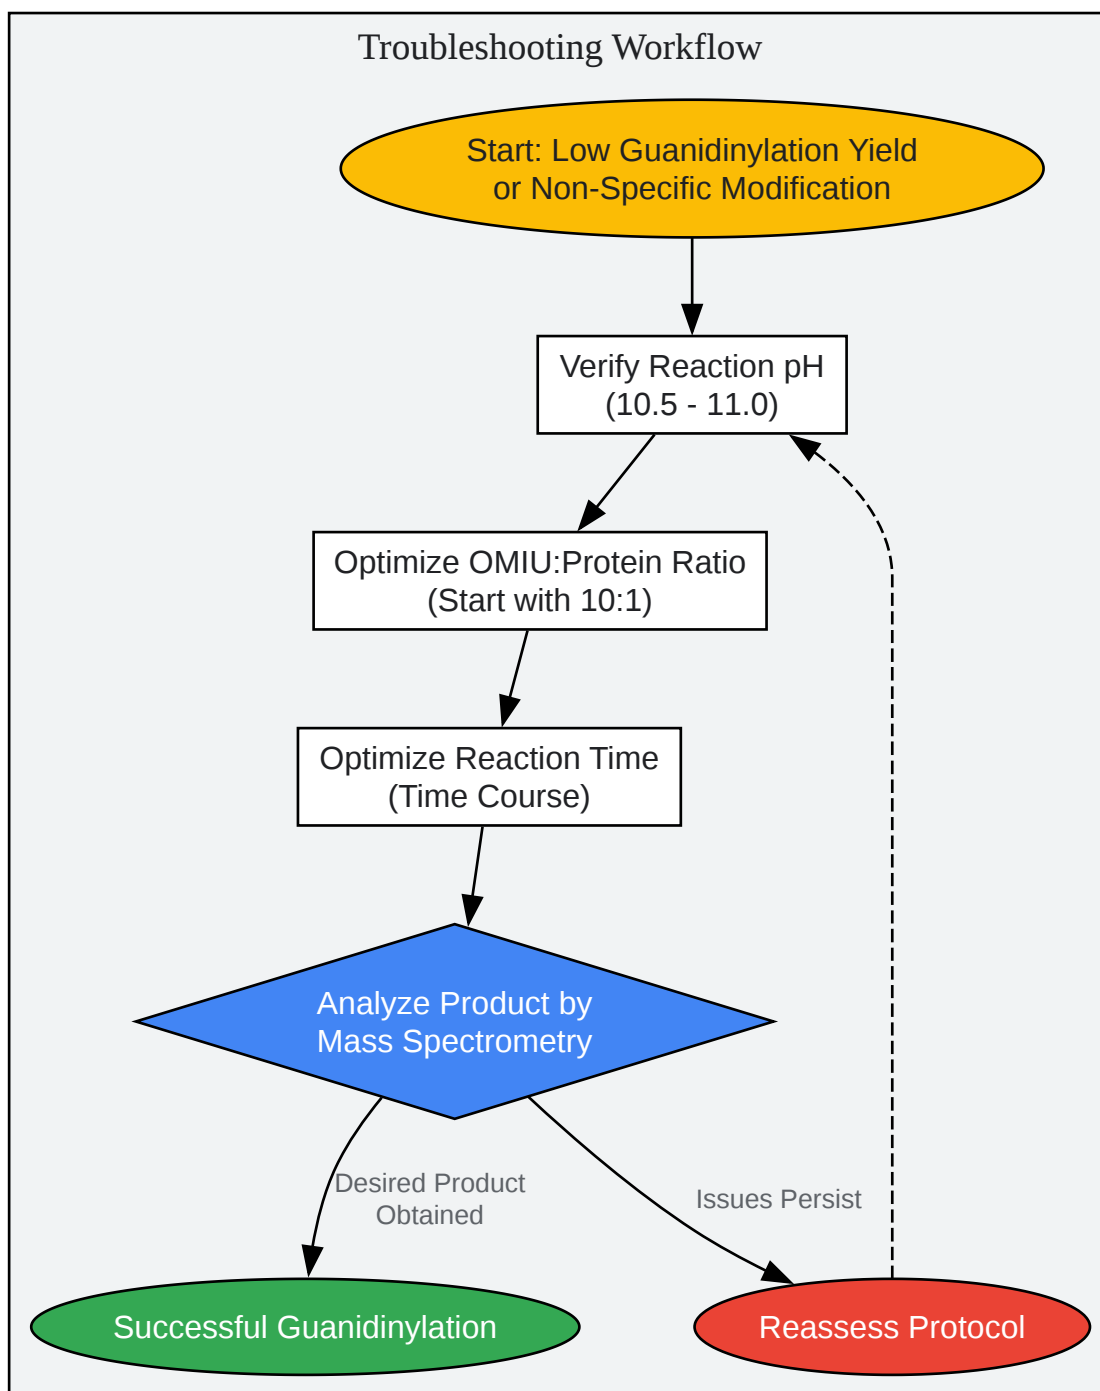 Troubleshooting Workflow
Start: Low Guanidinylation Yield
or Non-Specific Modification
Verify Reaction pH
(10.5 - 11.0)
Optimize OMIU:Protein Ratio
(Start with 10:1)
Optimize Reaction Time
(Time Course)
Analyze Product by
Mass Spectrometry
Desired Product
Obtained
Issues Persist
Successful Guanidinylation
Reassess Protocol